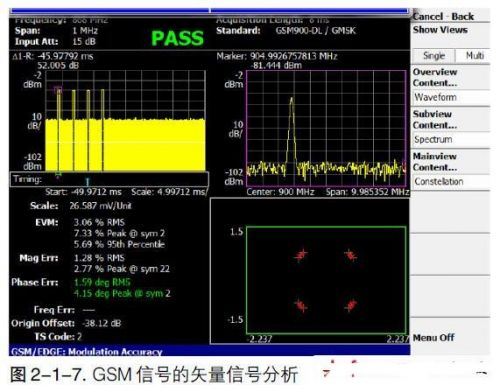 Frequency: 868 MHz
Acquisition Length: 8 ms
Cancel - Back
Span: 1 MHz
Input Att: 15 dB
PASS
Standard: GSM900-DL / GMSK
Show Views
Single Multi
Δ1-R: -45.97792 ms
52.005 dB
Marker: 904.9926757813 MHz
-81.444 dBm
Overview Content...
Waveform
Subview Content...
Spectrum
Mainview Content...
Constelation
-2
dBm
10
dB/
-102
dBm
-2
dBm
10
dB/
-102
dBm
Timing:
Start: -49.9712 ms Scale: 4.99712 ms/
Center: 900 MHz Span: 9.985352 MHz
Scale: 26.587 mV/Unit
EVM: 3.06 % RMS
7.33 % Peak @ sym 2
5.69 % 95th Percentile
Mag Err: 1.28 % RMS
2.77 % Peak @ sym 22
Phase Err: 1.59 deg RMS
4.15 deg Peak @ sym 2
Freq Err: ----
Origin Offset: -38.12 dB
TS Code: 2
1.5
-1.5
-2.237
2.237
Menu Off
GSM/EDGE: Modulation Accuracy
图 2-1-7. GSM 信号的矢量信号分析